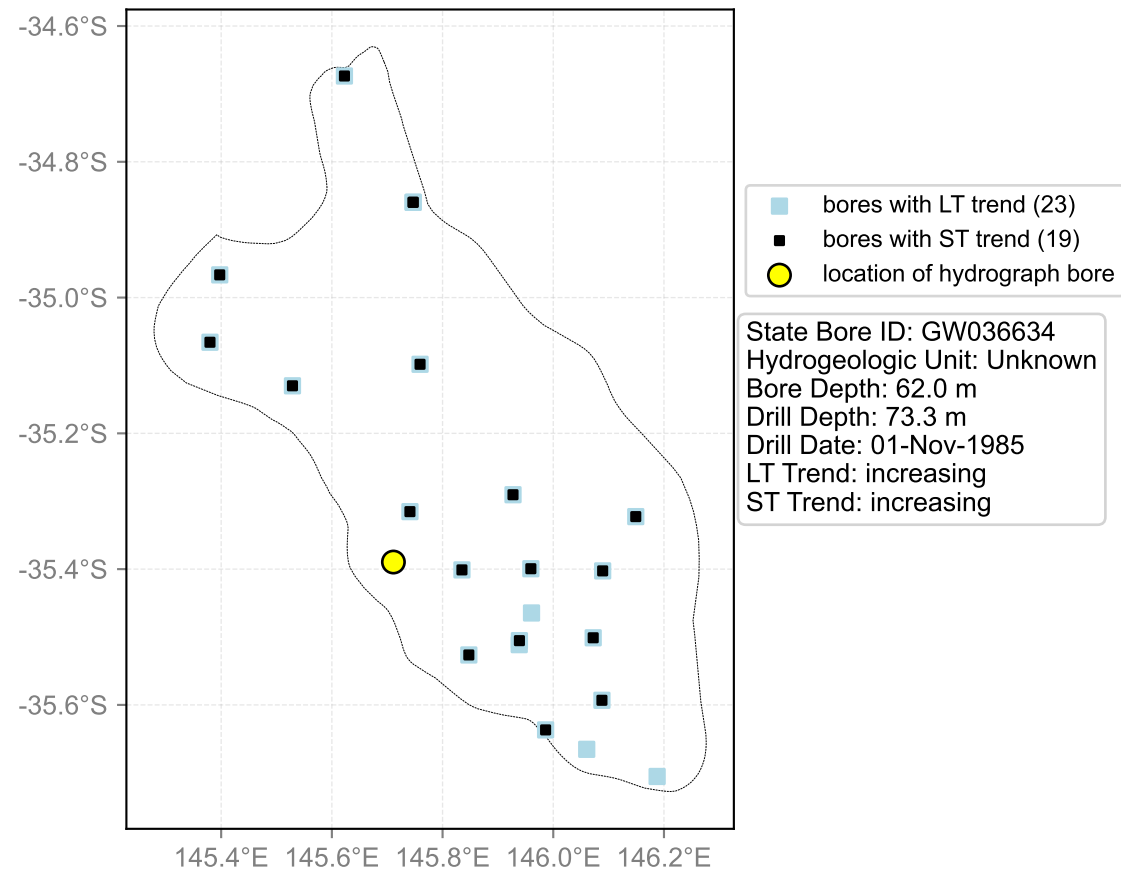 -34.6°S
-34.8°S
-35.0°S
-35.2°S
-35.4°S
-35.6°S
145.4°E 145.6°E 145.8°E 146.0°E 146.2°E
bores with LT trend (23)
bores with ST trend (19)
location of hydrograph bore
State Bore ID: GW036634
Hydrogeologic Unit: Unknown
Bore Depth: 62.0 m
Drill Depth: 73.3 m
Drill Date: 01-Nov-1985
LT Trend: increasing
ST Trend: increasing